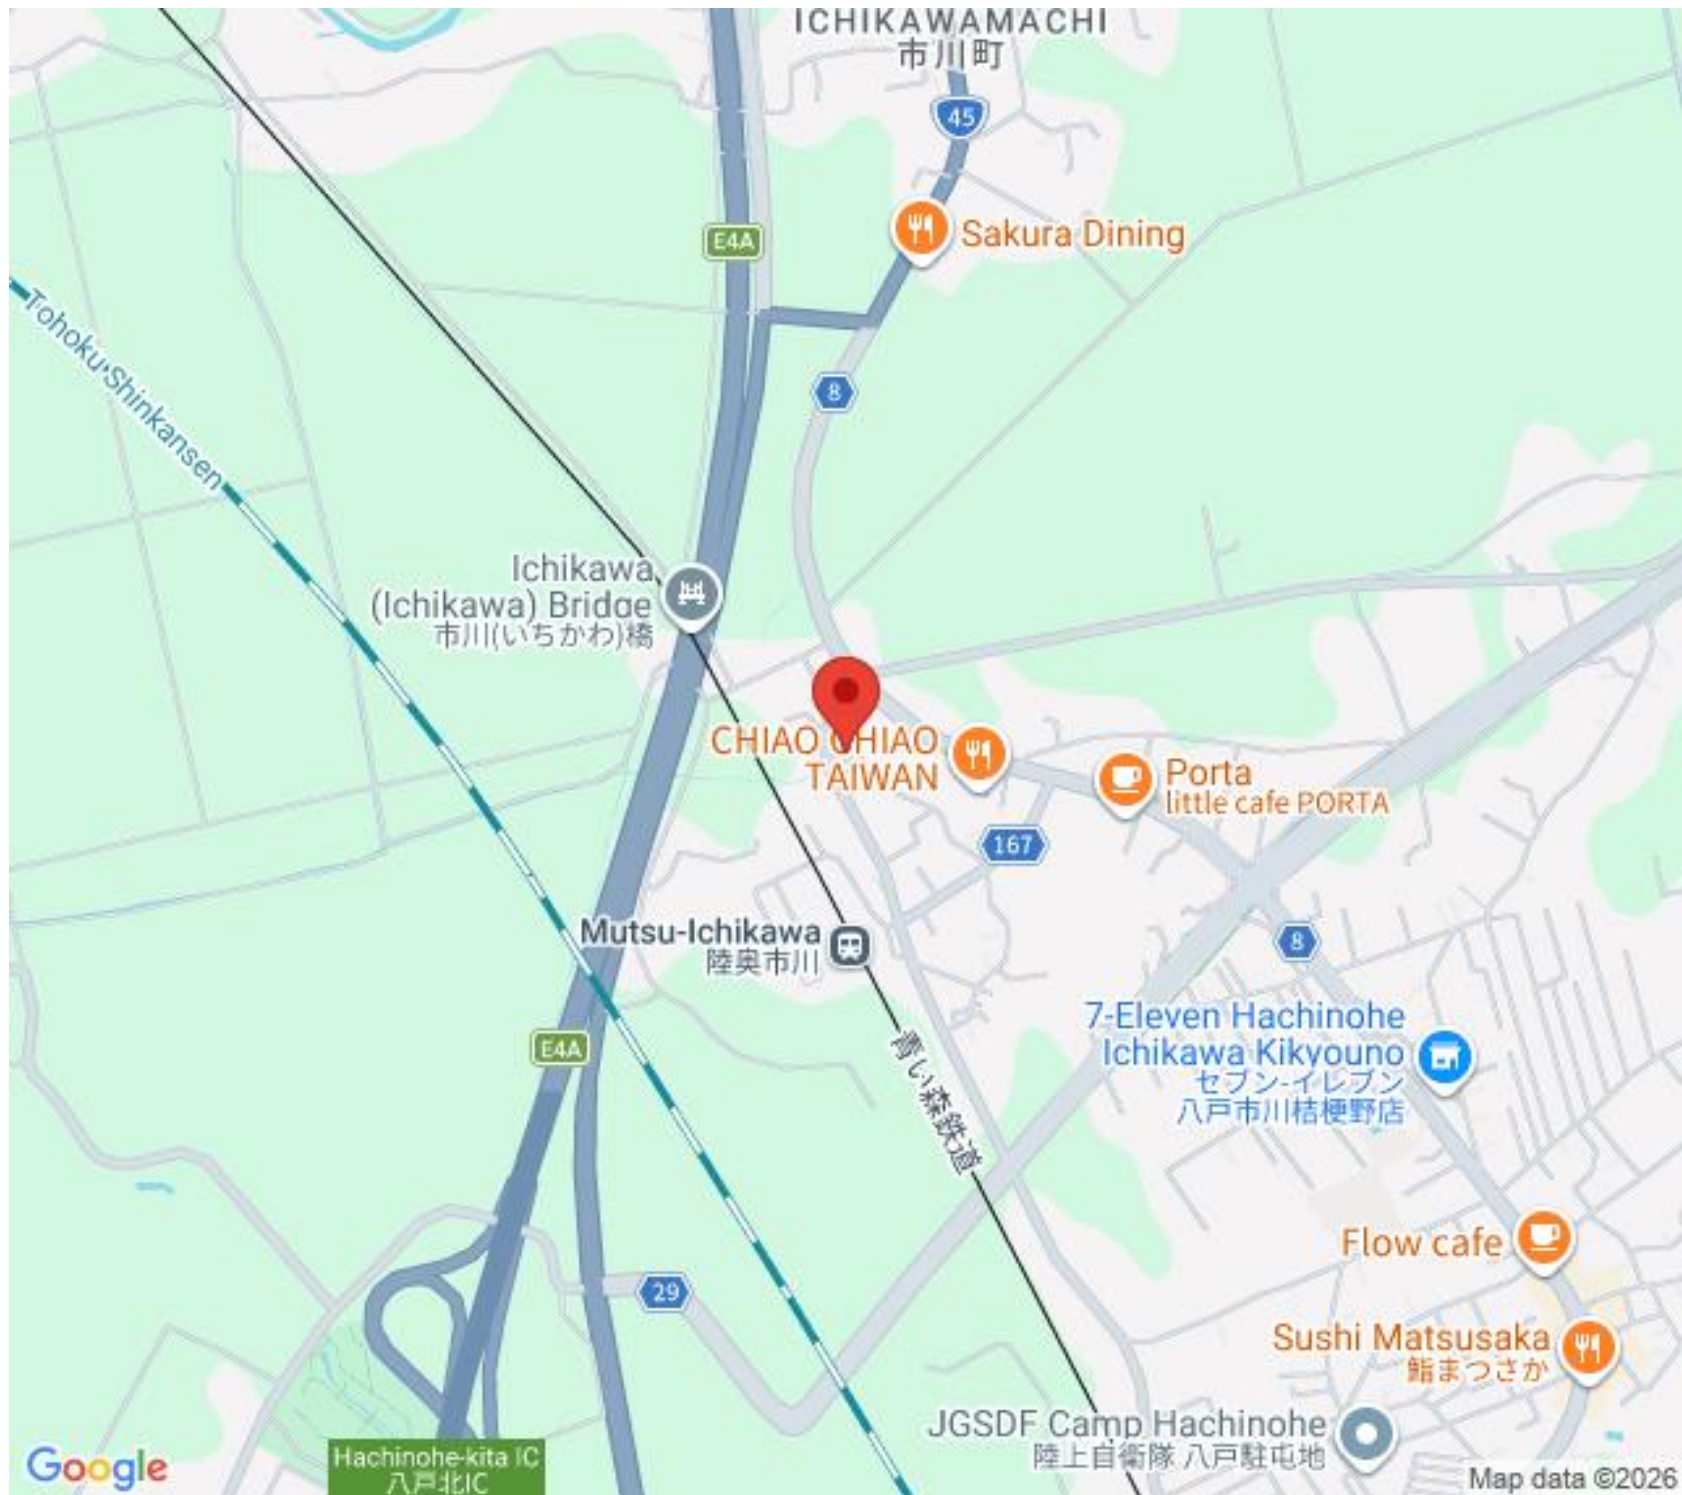 ICHIKAWAMACHI
市川町
45
Sakura Dining
E4A
Tohoku Shinkansen
8
Ichikawa
(Ichikawa) Bridge
市川(いちかわ)橋
CHIAO CHIAO
TAIWAN
Porta
little cafe PORTA
167
Mutsu-Ichikawa
陸奥市川
8
7-Eleven Hachinohe
Ichikawa Kikyouno
セブン-イレブン
八戸市川桔梗野店
E4A
青い森鉄道
Flow cafe
29
Sushi Matsusaka
鮨まつさか
JGSDF Camp Hachinohe
陸上自衛隊 八戸駐屯地
Hachinohe-kita IC
八戸北IC
Google
Map data ©2026